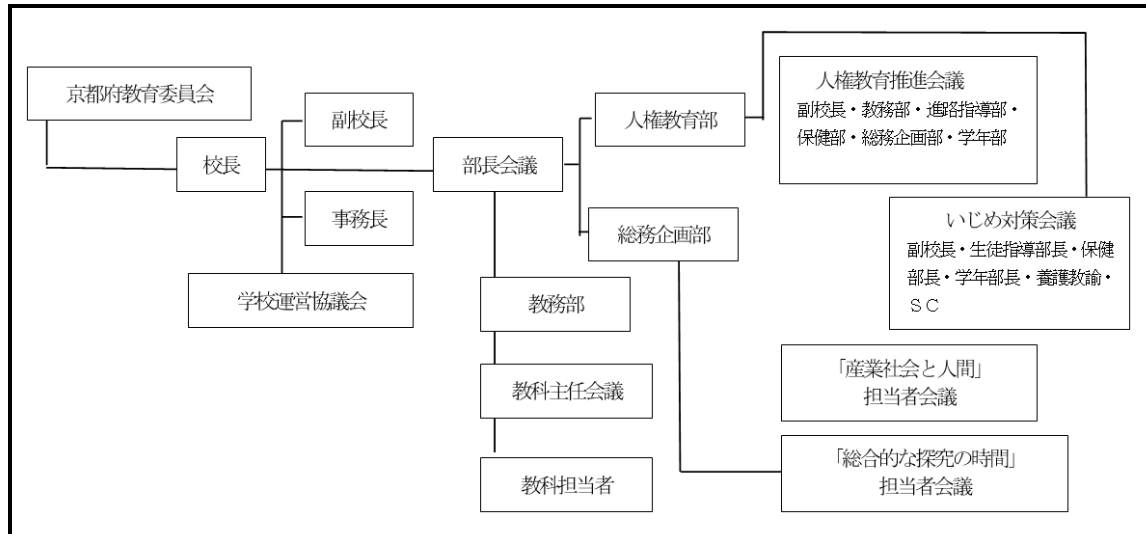 京都府教育委員会
校長
副校長
事務長
学校運営協議会
部長会議
人権教育部
総務企画部
教務部
教科主任会議
教科担当者
人権教育推進会議
副校長・教務部・進路指導部・
保健部・総務企画部・学年部
いじめ対策会議
副校長・生徒指導部長・保健
部長・学年部長・養護教諭・
ＳＣ
「産業社会と人間」
担当者会議
「総合的な探究の時間」
担当者会議